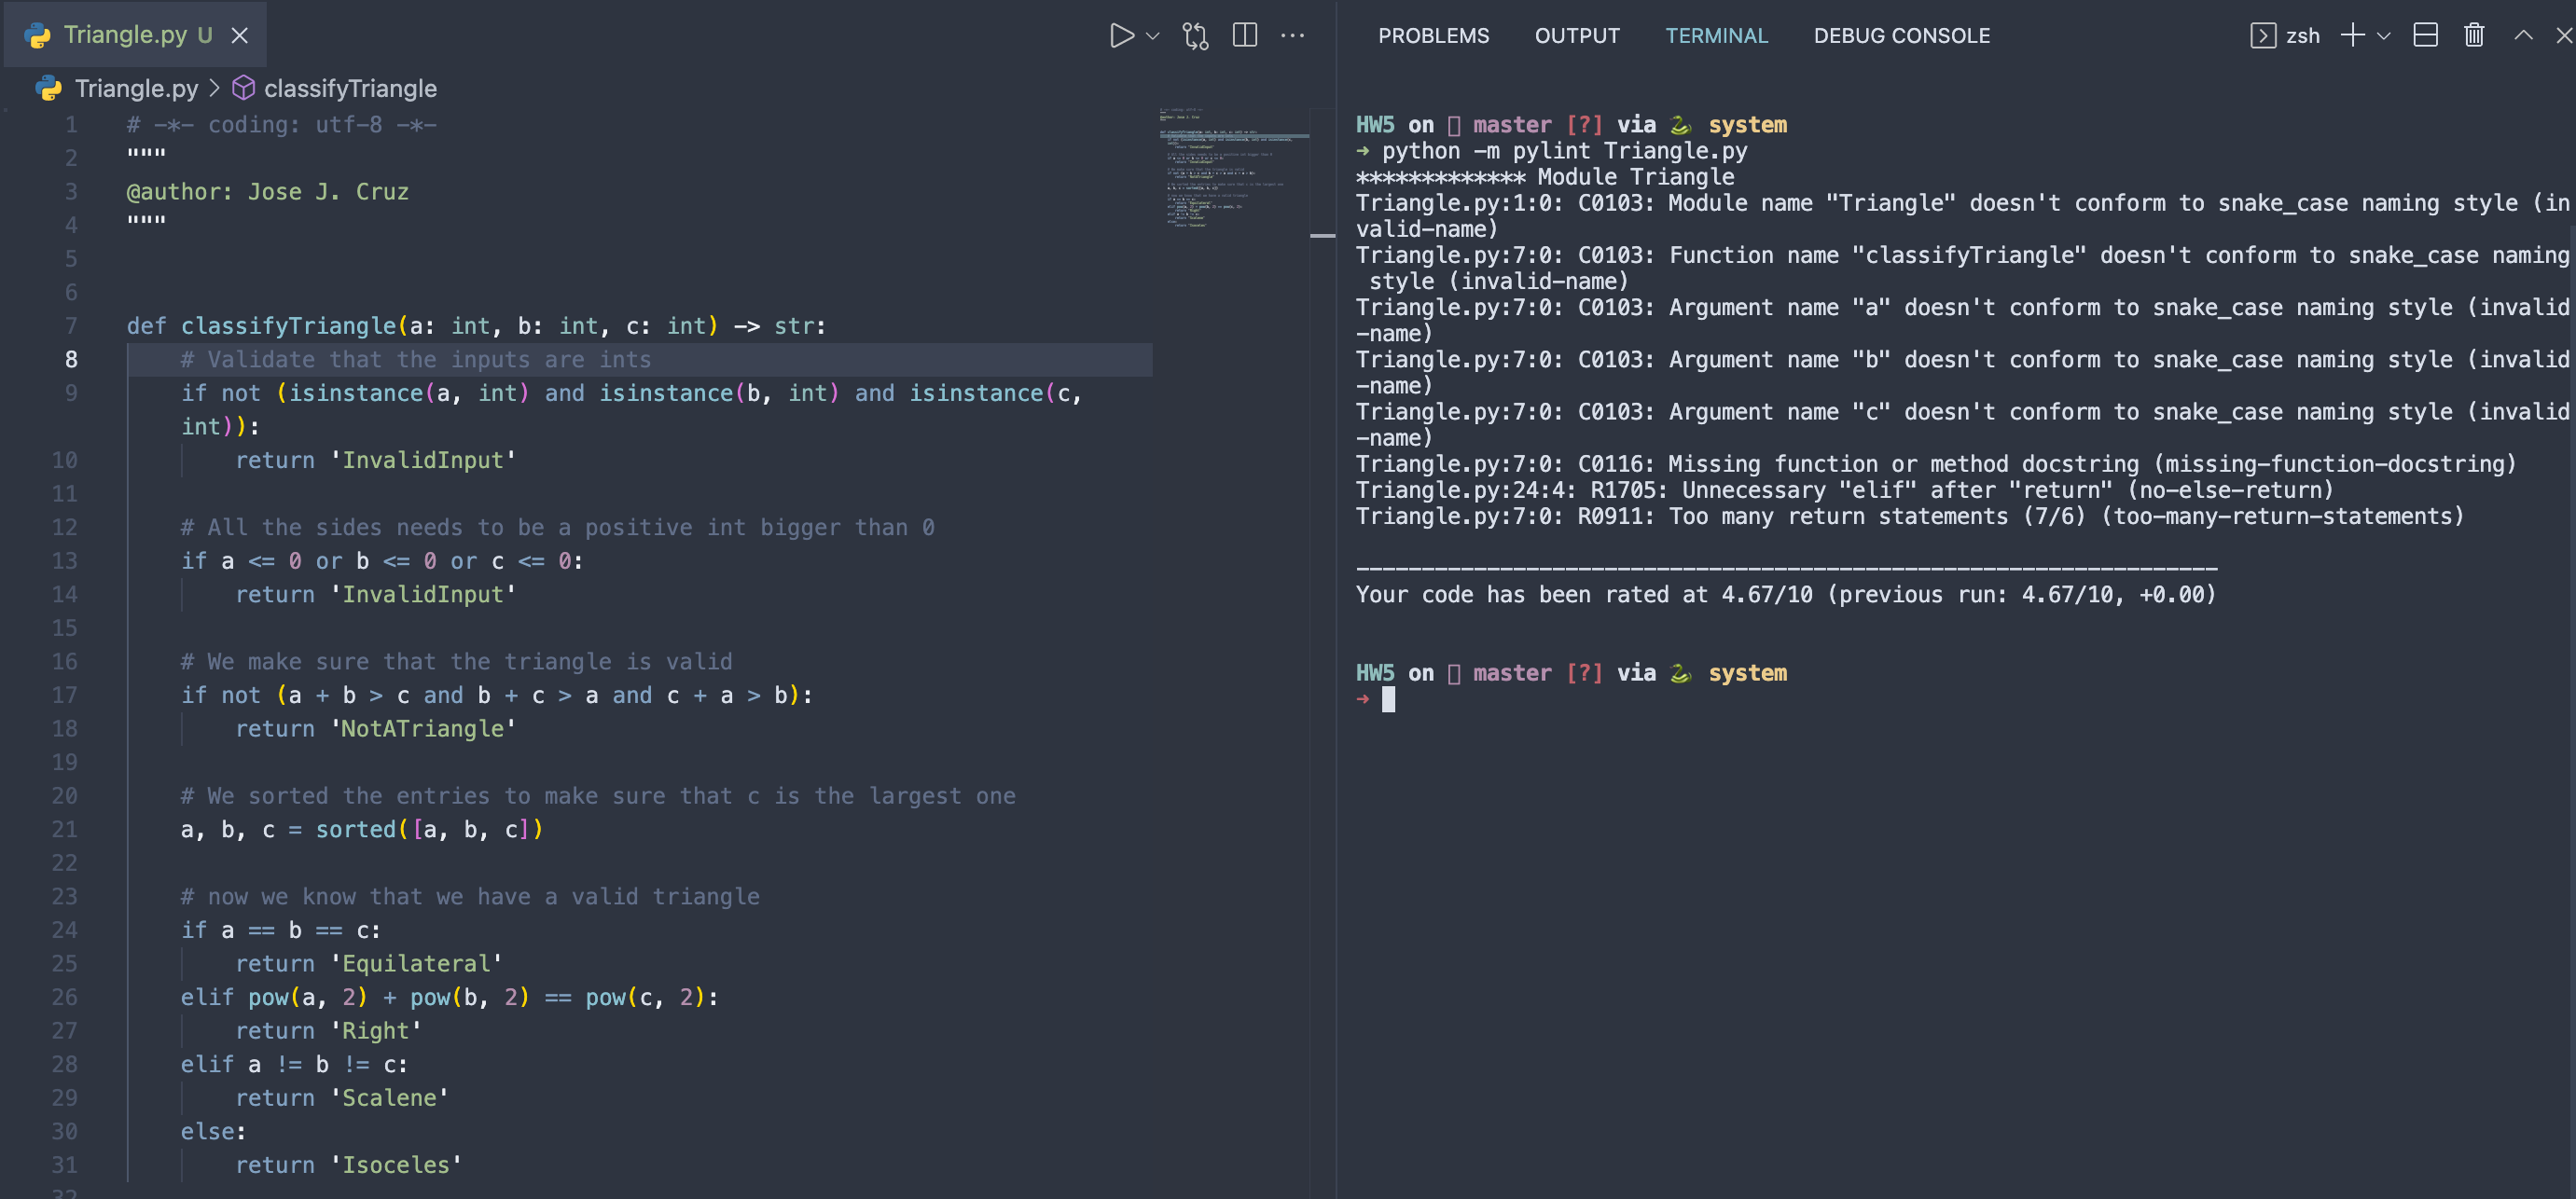 Triangle.py U
Triangle.py > classifyTriangle
1 # -*- coding: utf-8 -*-
2 """
3 @author: Jose J. Cruz
4 """
5
6
7 def classifyTriangle(a: int, b: int, c: int) -> str:
8 # Validate that the inputs are ints
9 if not (isinstance(a, int) and isinstance(b, int) and isinstance(c,
int)):
10 return 'InvalidInput'
11
12 # All the sides needs to be a positive int bigger than 0
13 if a <= 0 or b <= 0 or c <= 0:
14 return 'InvalidInput'
15
16 # We make sure that the triangle is valid
17 if not (a + b > c and b + c > a and c + a > b):
18 return 'NotATriangle'
19
20 # We sorted the entries to make sure that c is the largest one
21 a, b, c = sorted([a, b, c])
22
23 # now we know that we have a valid triangle
24 if a == b == c:
25 return 'Equilateral'
26 elif pow(a, 2) + pow(b, 2) == pow(c, 2):
27 return 'Right'
28 elif a != b != c:
29 return 'Scalene'
30 else:
31 return 'Isoceles'
32
PROBLEMS OUTPUT TERMINAL DEBUG CONSOLE zsh
HW5 on master [?] via 🐍 system
➜ python -m pylint Triangle.py
************* Module Triangle
Triangle.py:1:0: C0103: Module name "Triangle" doesn't conform to snake_case naming style (in
valid-name)
Triangle.py:7:0: C0103: Function name "classifyTriangle" doesn't conform to snake_case naming
style (invalid-name)
Triangle.py:7:0: C0103: Argument name "a" doesn't conform to snake_case naming style (invalid
-name)
Triangle.py:7:0: C0103: Argument name "b" doesn't conform to snake_case naming style (invalid
-name)
Triangle.py:7:0: C0103: Argument name "c" doesn't conform to snake_case naming style (invalid
-name)
Triangle.py:7:0: C0116: Missing function or method docstring (missing-function-docstring)
Triangle.py:24:4: R1705: Unnecessary "elif" after "return" (no-else-return)
Triangle.py:7:0: R0911: Too many return statements (7/6) (too-many-return-statements)
------------------------------------------------------------------
Your code has been rated at 4.67/10 (previous run: 4.67/10, +0.00)
HW5 on master [?] via 🐍 system
➜